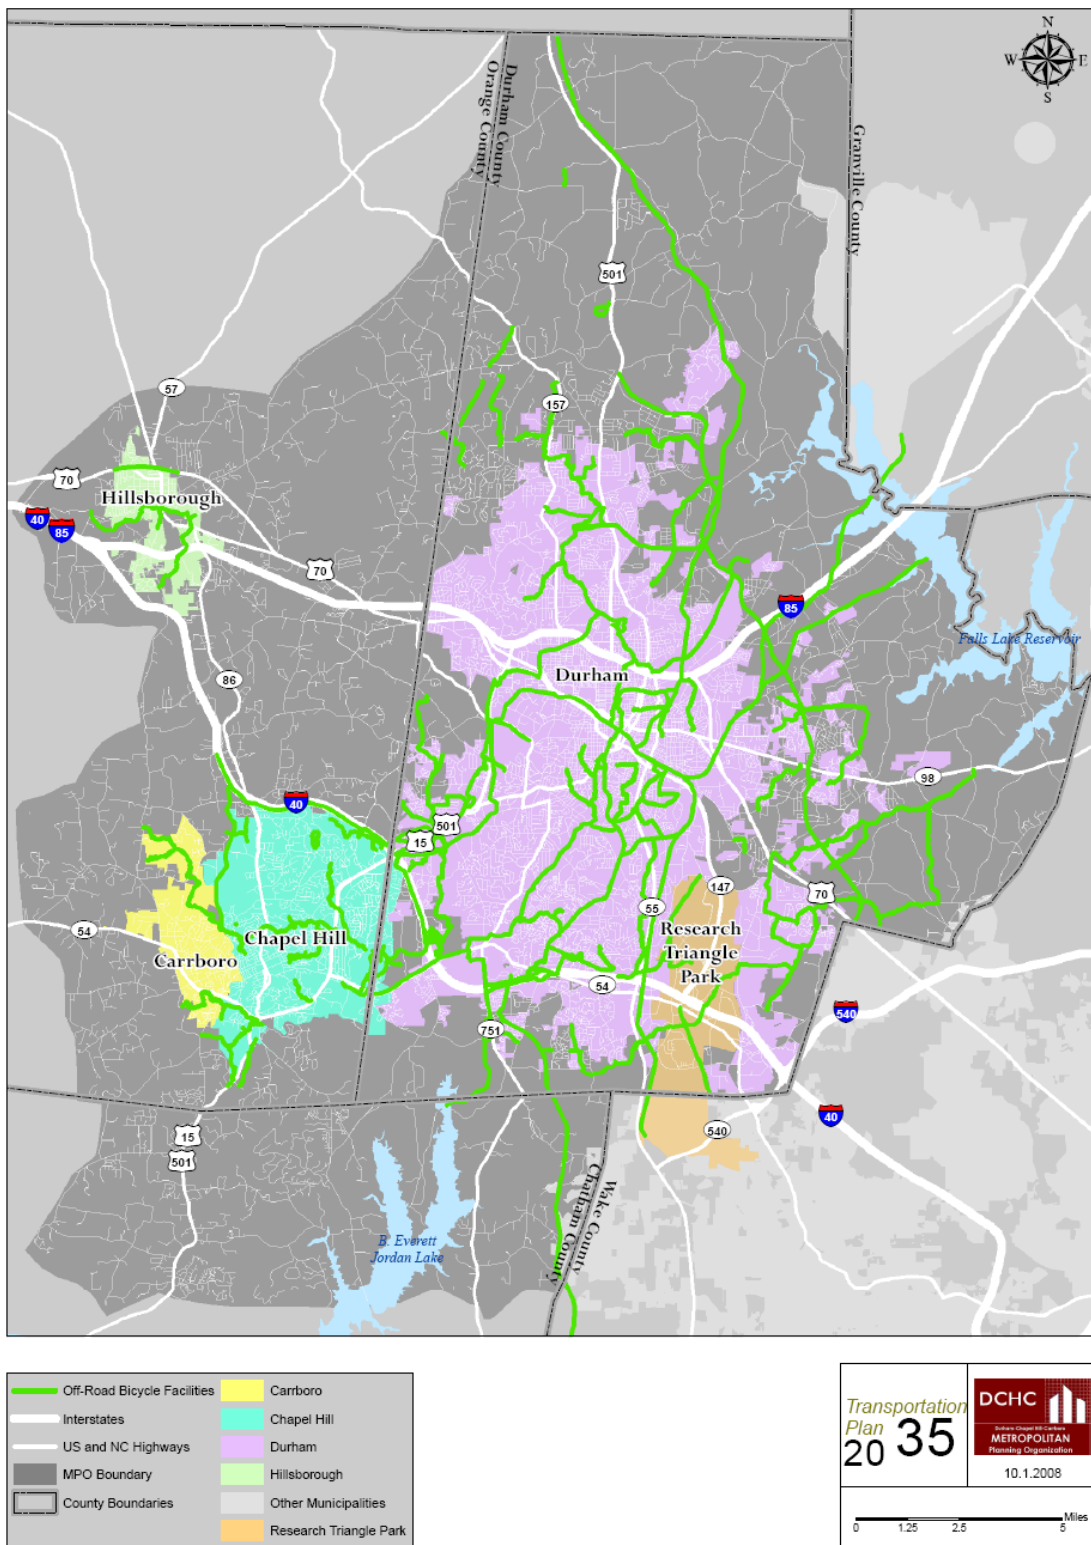 N
W
E
S
Durham County
Orange County
Granville County
501
57
157
70
Hillsborough
40
85
70
85
Falls Lake Reservoir
86
Durham
98
40
501
15
147
70
55
54
Chapel Hill
Carrboro
Research
Triangle
Park
54
540
751
40
15
501
540
Wake County
Chatham County
B. Everett
Jordan Lake
Off-Road Bicycle Facilities
Interstates
US and NC Highways
MPO Boundary
County Boundaries
Carrboro
Chapel Hill
Durham
Hillsborough
Other Municipalities
Research Triangle Park
Transportation
Plan
20 35
DCHC
Durham-Chapel Hill-Carrboro
METROPOLITAN
Planning Organization
10.1.2008
Miles
0 1.25 2.5 5